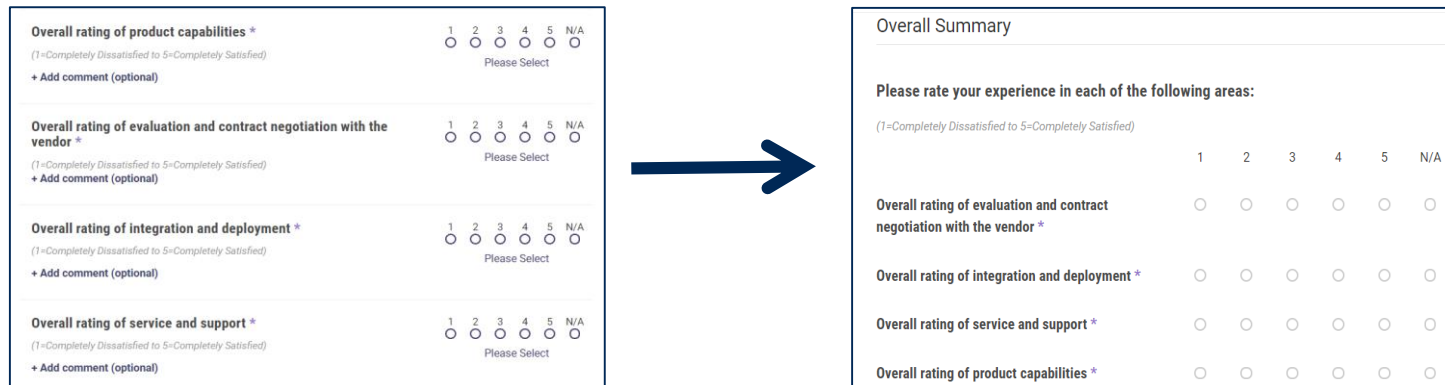 Overall rating of product capabilities *
1 2 3 4 5 N/A
(1=Completely Dissatisfied to 5=Completely Satisfied)
Please Select
+ Add comment (optional)
Overall rating of evaluation and contract negotiation with the
vendor *
1 2 3 4 5 N/A
(1=Completely Dissatisfied to 5=Completely Satisfied)
Please Select
+ Add comment (optional)
Overall rating of integration and deployment *
1 2 3 4 5 N/A
(1=Completely Dissatisfied to 5=Completely Satisfied)
Please Select
+ Add comment (optional)
Overall rating of service and support *
1 2 3 4 5 N/A
(1=Completely Dissatisfied to 5=Completely Satisfied)
Please Select
+ Add comment (optional)
Overall Summary
Please rate your experience in each of the following areas:
(1=Completely Dissatisfied to 5=Completely Satisfied)
1 2 3 4 5 N/A
Overall rating of evaluation and contract
negotiation with the vendor *
Overall rating of integration and deployment *
Overall rating of service and support *
Overall rating of product capabilities *